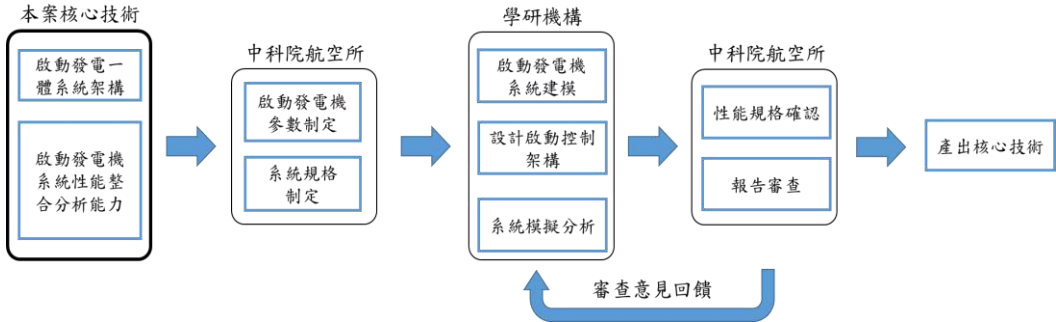 本案核心技術
啟動發電一
體系統架構
啟動發電機
系統性能整
合分析能力
中科院航空所
啟動發電機
參數制定
系統規格
制定
學研機構
啟動發電機
系統建模
設計啟動控制
架構
系統模擬分析
中科院航空所
性能規格確認
報告審查
產出核心技術
審查意見回饋